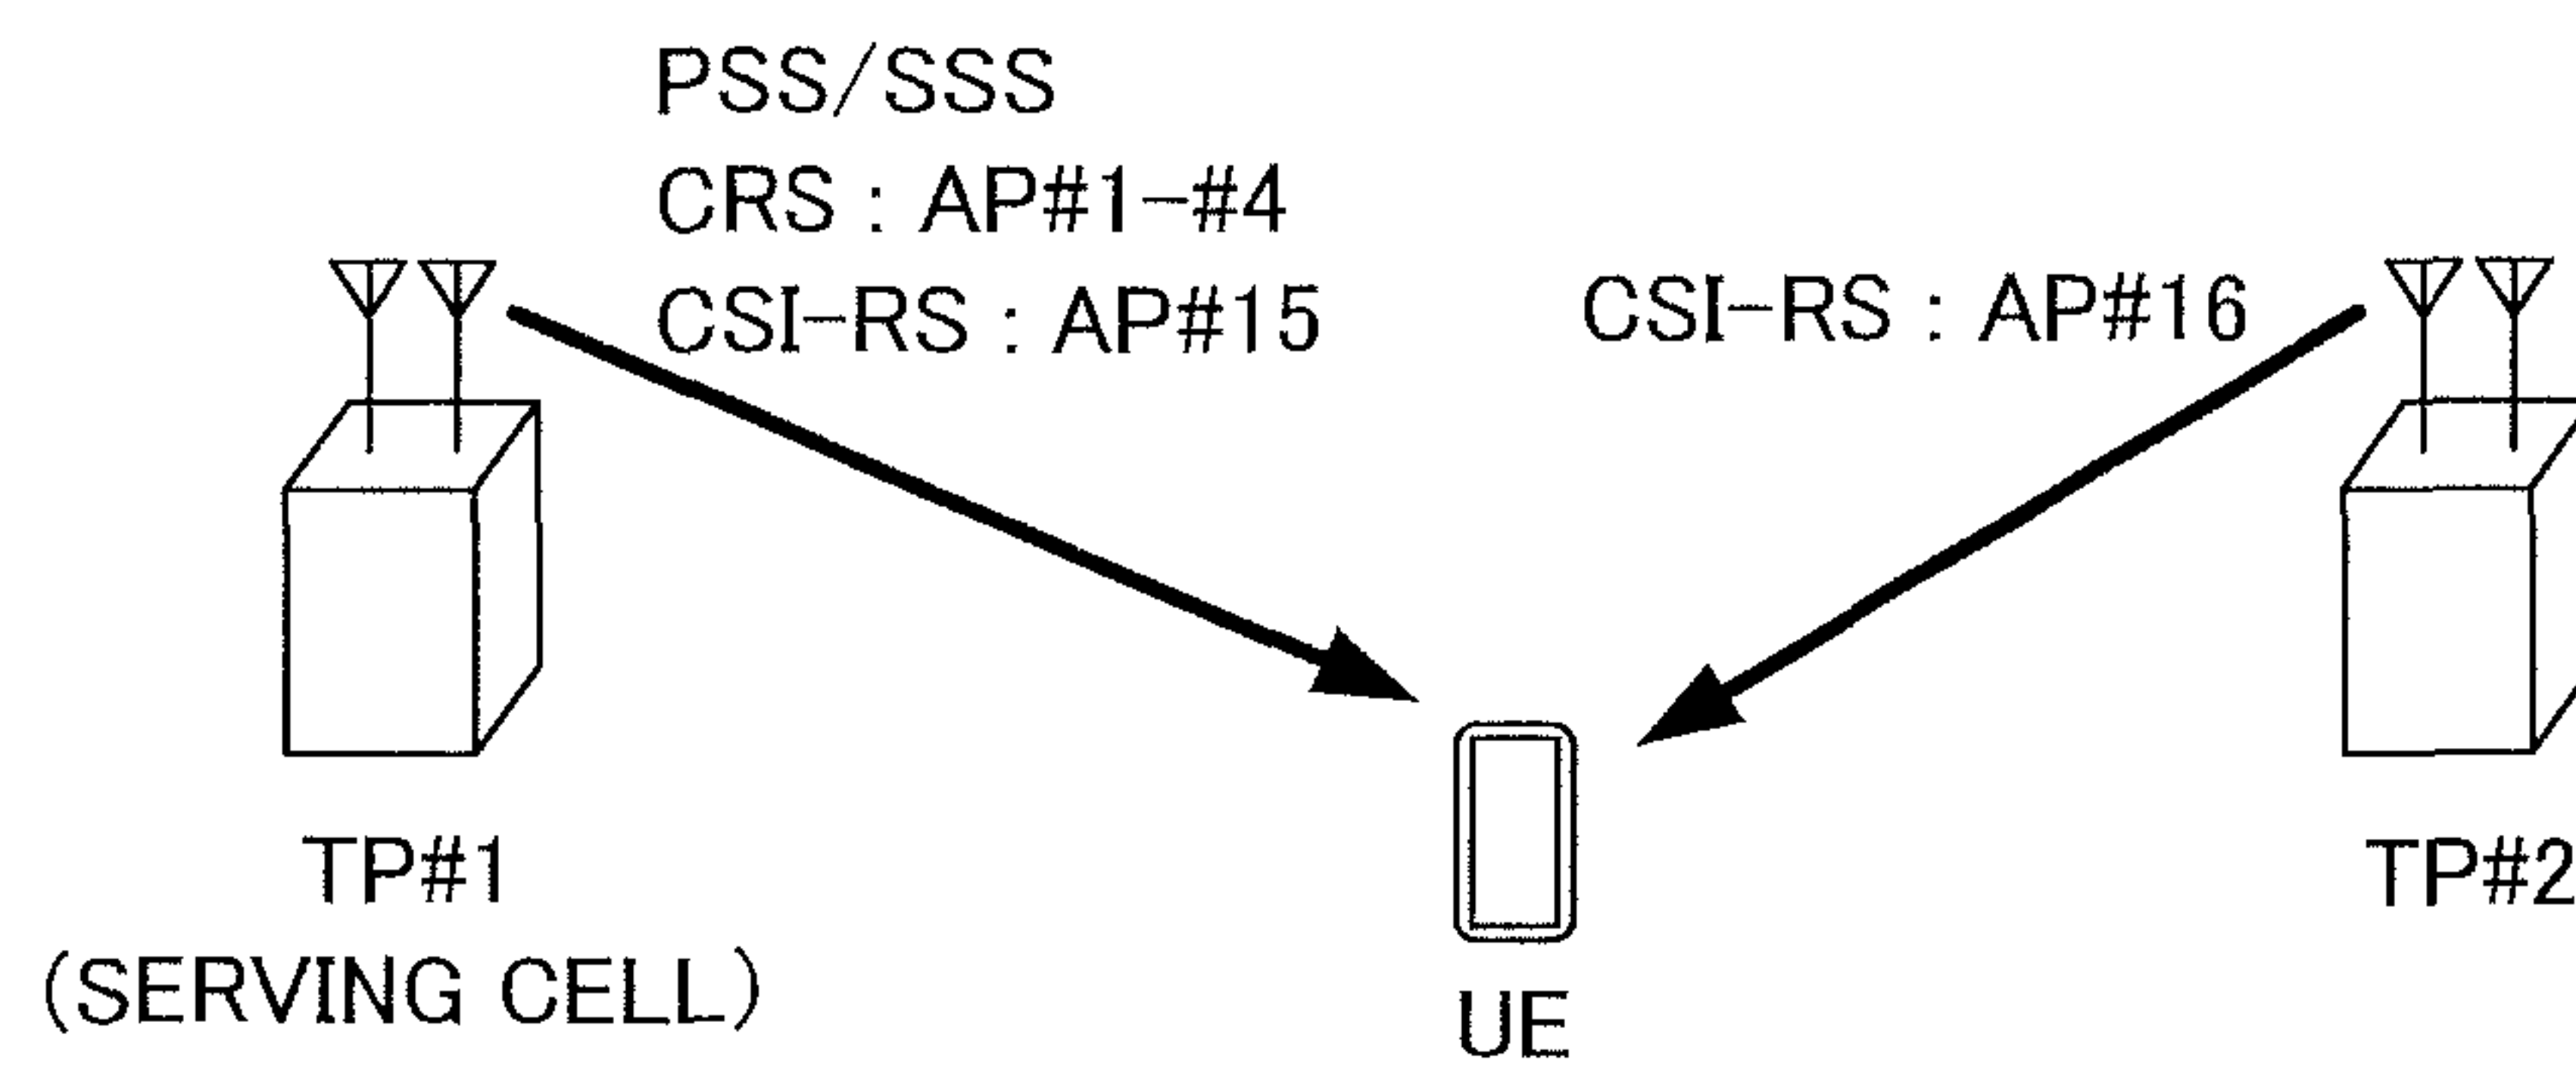 PSS/SSS
CRS : AP#1-#4
CSI-RS : AP#15
CSI-RS : AP#16
TP#1
(SERVING CELL)
UE
TP#2